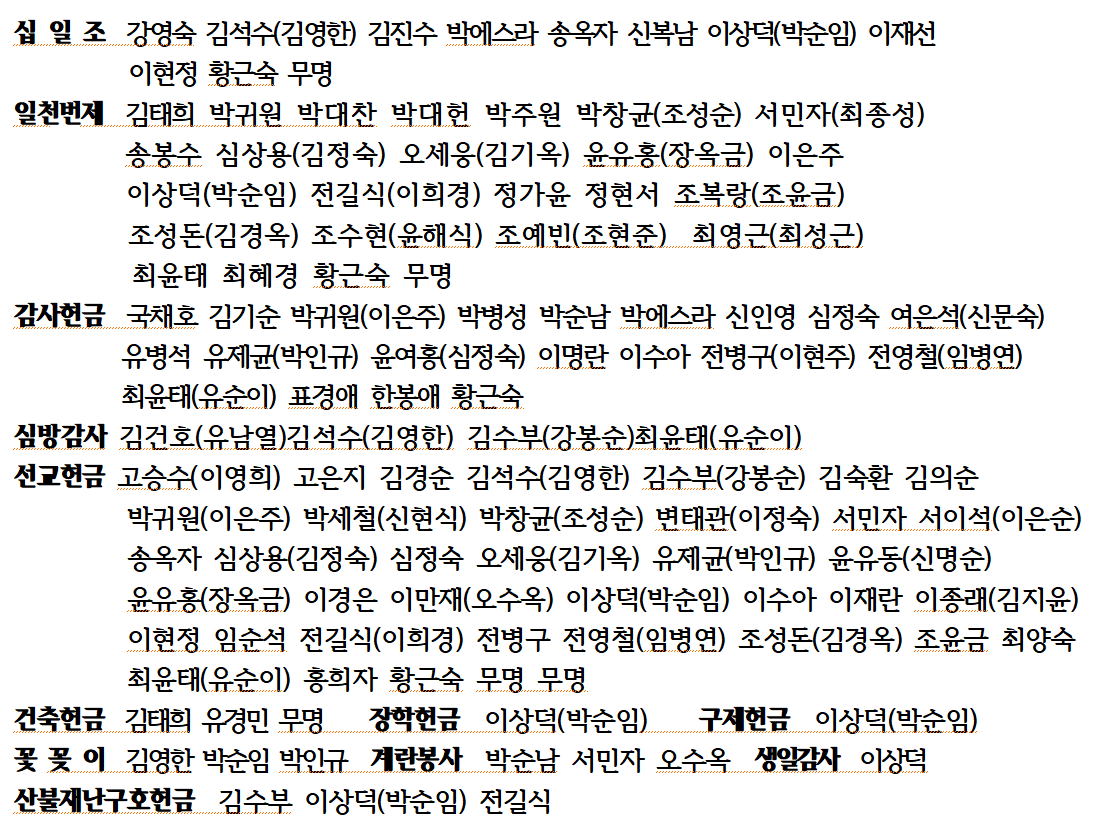 십 일 조 강영숙 김석수(김영한) 김진수 박에스라 송옥자 신복남 이상덕(박순임) 이재선
이현정 황근숙 무명
일천번제 김태희 박귀원 박대찬 박대헌 박주원 박창균(조성순) 서민자(최종성)
송봉수 심상용(김정숙) 오세웅(김기옥) 윤유홍(장옥금) 이은주
이상덕(박순임) 전길식(이희경) 정가윤 정현서 조복랑(조윤금)
조성돈(김경옥) 조수현(윤해식) 조예빈(조현준) 최영근(최성근)
최윤태 최혜경 황근숙 무명
감사헌금 국채호 김기순 박귀원(이은주) 박병성 박순남 박에스라 신인영 심정숙 여은석(신문숙)
유병석 유제균(박인규) 윤여홍(심정숙) 이명란 이수아 전병구(이현주) 전영철(임병연)
최윤태(유순이) 표경애 한봉애 황근숙
심방감사 김건호(유남열)김석수(김영한) 김수부(강봉순)최윤태(유순이)
선교헌금 고승수(이영희) 고은지 김경순 김석수(김영한) 김수부(강봉순) 김숙환 김의순
박귀원(이은주) 박세철(신현식) 박창균(조성순) 변태관(이정숙) 서민자 서이석(이은순)
송옥자 심상용(김정숙) 심정숙 오세웅(김기옥) 유제균(박인규) 윤유동(신명순)
윤유홍(장옥금) 이경은 이만재(오수옥) 이상덕(박순임) 이수아 이재란 이종래(김지윤)
이현정 임순석 전길식(이희경) 전병구 전영철(임병연) 조성돈(김경옥) 조윤금 최양숙
최윤태(유순이) 홍희자 황근숙 무명 무명
건축헌금 김태희 유경민 무명 장학헌금 이상덕(박순임) 구제헌금 이상덕(박순임)
꽃 꽂 이 김영한 박순임 박인규 계란봉사 박순남 서민자 오수옥 생일감사 이상덕
산불재난구호헌금 김수부 이상덕(박순임) 전길식